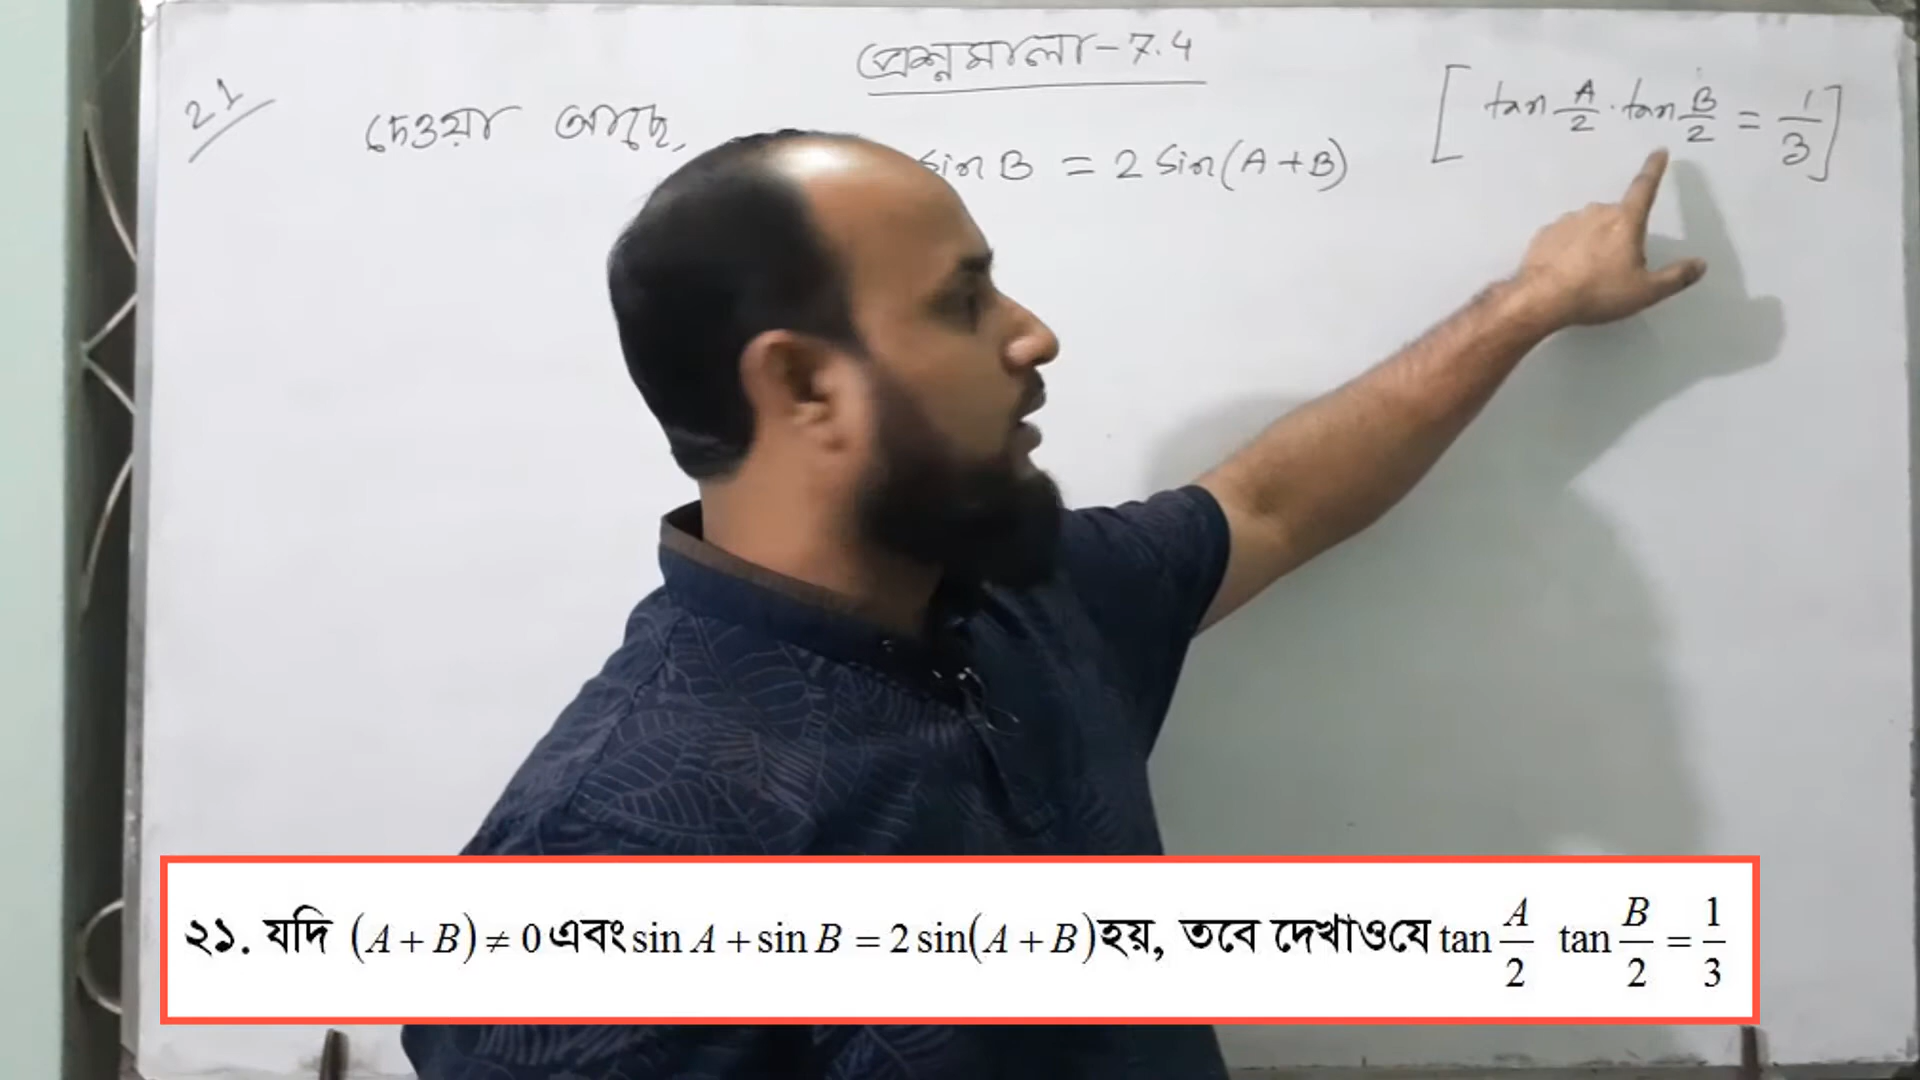 প্রশ্নমালা-7.4
21
দেওয়া আছে,
sin B = 2 sin(A+B)
[tan A/2 . tan B/2 = 1/3]
২১. যদি (A+B) ≠ 0 এবং sin A + sin B = 2 sin(A+B) হয়, তবে দেখাও যে tan A/2 tan B/2 = 1/3